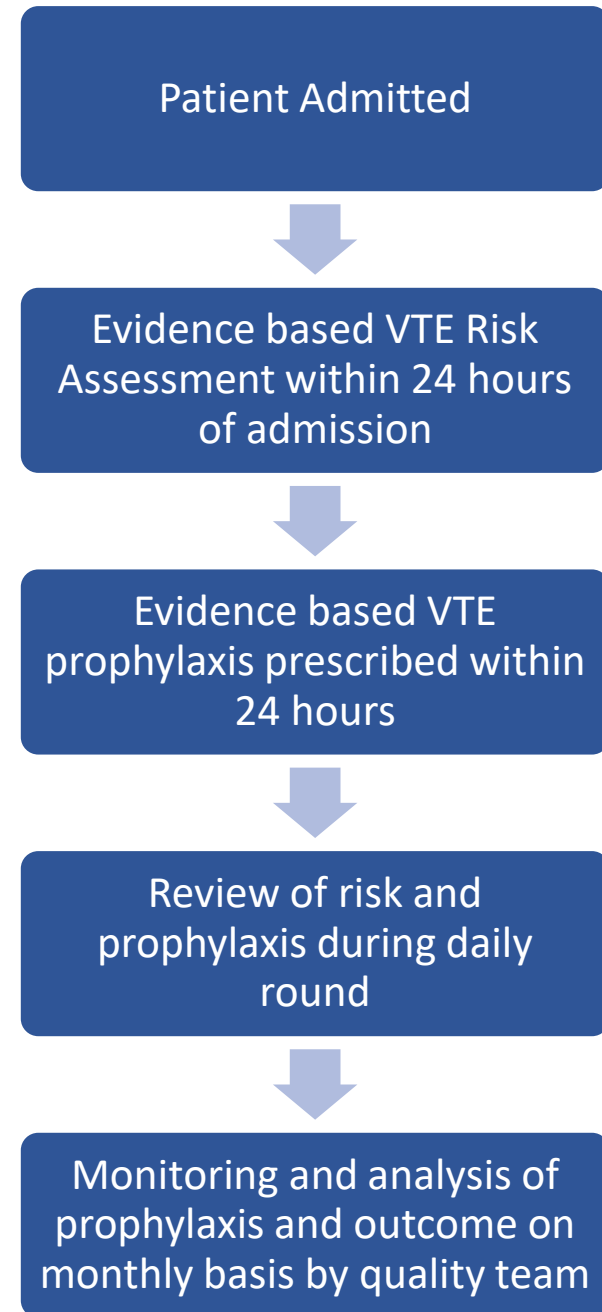 Patient Admitted
Evidence based VTE Risk
Assessment within 24 hours
of admission
Evidence based VTE
prophylaxis prescribed within
24 hours
Review of risk and
prophylaxis during daily
round
Monitoring and analysis of
prophylaxis and outcome on
monthly basis by quality team